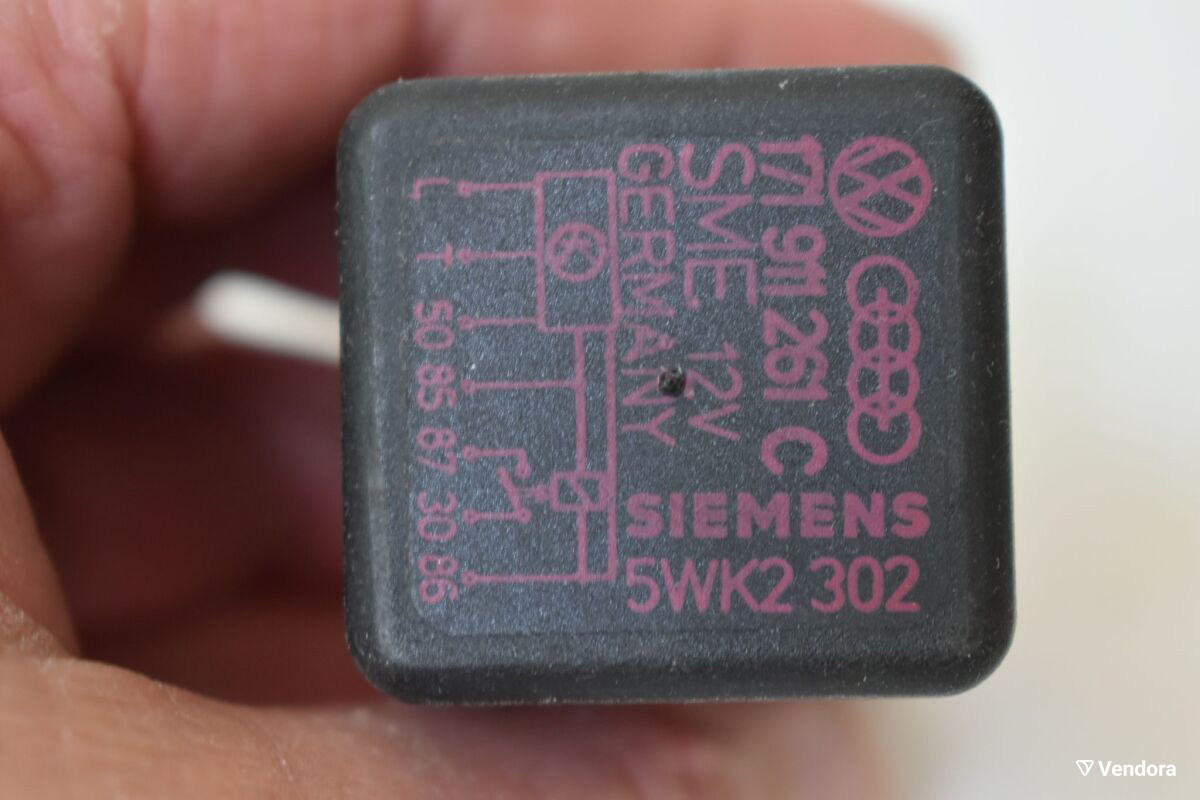 171 911 261 C
SME 12V
GERMANY
SIEMENS
5WK2 302
L T 50 85 87 30 86
Vendora